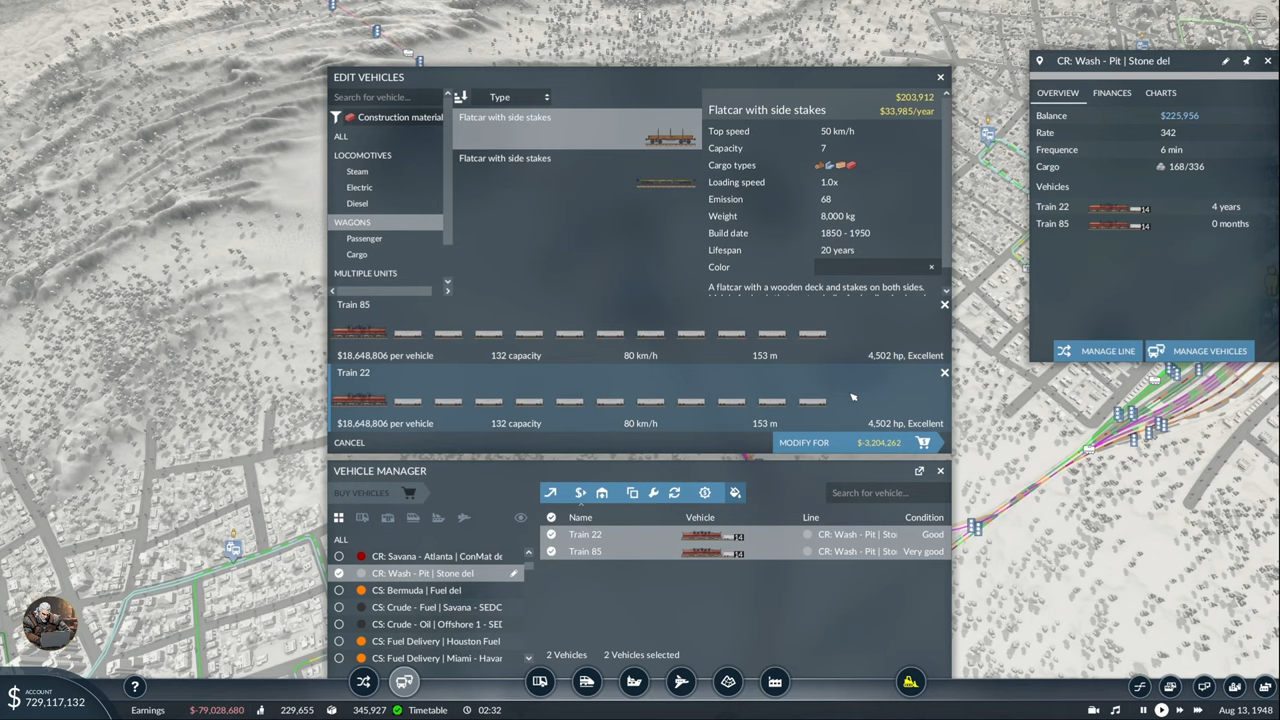 EDIT VEHICLES
Search for vehicle...
Type
Construction material
ALL
LOCOMOTIVES
Steam
Electric
Diesel
WAGONS
Passenger
Cargo
MULTIPLE UNITS
Flatcar with side stakes
Flatcar with side stakes
$203,912
Flatcar with side stakes
$33,985/year
Top speed 50 km/h
Capacity 7
Cargo types
Loading speed 1.0x
Emission 68
Weight 8,000 kg
Build date 1850 - 1950
Lifespan 20 years
Color
A flatcar with a wooden deck and stakes on both sides.
Train 85
$18,648,806 per vehicle 132 capacity 80 km/h 153 m 4,502 hp, Excellent
Train 22
$18,648,806 per vehicle 132 capacity 80 km/h 153 m 4,502 hp, Excellent
CANCEL
MODIFY FOR $-3,204,262
VEHICLE MANAGER
BUY VEHICLES
Search for vehicle...
ALL
CR: Savana - Atlanta | ConMat de
CR: Wash - Pit | Stone del
CS: Bermuda | Fuel del
CS: Crude - Fuel | Savana - SEDC
CS: Crude - Oil | Offshore 1 - SED
CS: Fuel Delivery | Houston Fuel
CS: Fuel Delivery | Miami - Havar
Name Vehicle Line Condition
Train 22 14 CR: Wash - Pit | Sto Good
Train 85 14 CR: Wash - Pit | Sto Very good
2 Vehicles 2 Vehicles selected
CR: Wash - Pit | Stone del
OVERVIEW FINANCES CHARTS
Balance $225,956
Rate 342
Frequency 6 min
Cargo 168/336
Vehicles
Train 22 14 4 years
Train 85 14 0 months
MANAGE LINE MANAGE VEHICLES
$ ACCOUNT
729,117,132
?
Earnings $-79,028,680 229,655 345,927 Timetable 02:32
Aug 13, 1948